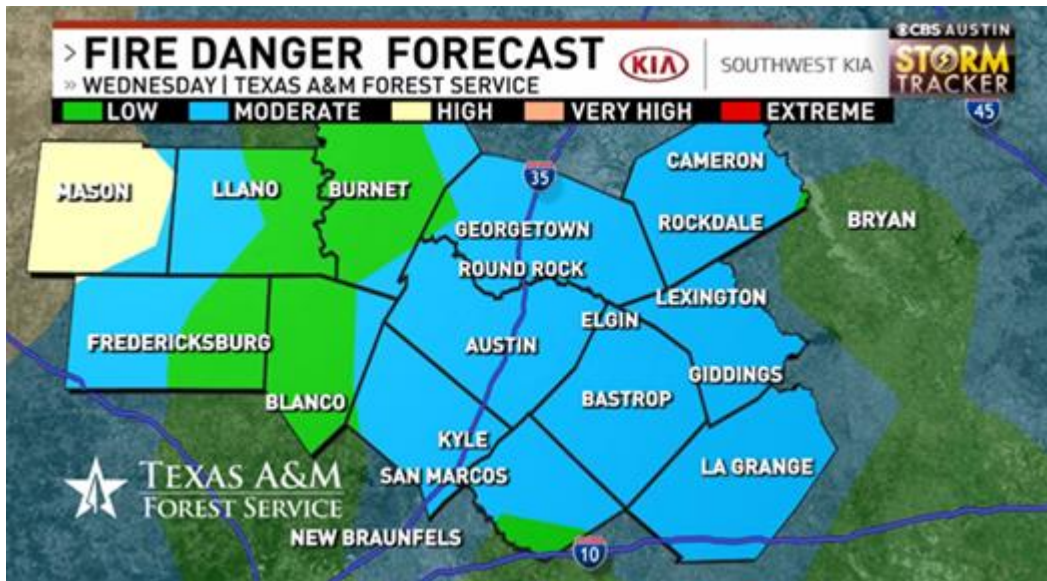 > FIRE DANGER FORECAST
» WEDNESDAY | TEXAS A&M FOREST SERVICE
KIA
SOUTHWEST KIA
CBS AUSTIN
STORM
TRACKER
LOW MODERATE HIGH VERY HIGH EXTREME
45
CAMERON
35
MASON LLANO BURNET
ROCKDALE BRYAN
GEORGETOWN
ROUND ROCK
LEXINGTON
ELGIN
FREDERICKSBURG AUSTIN
GIDDINGS
BLANCO BASTROP
KYLE
SAN MARCOS LA GRANGE
TEXAS A&M
FOREST SERVICE
NEW BRAUNFELS
10